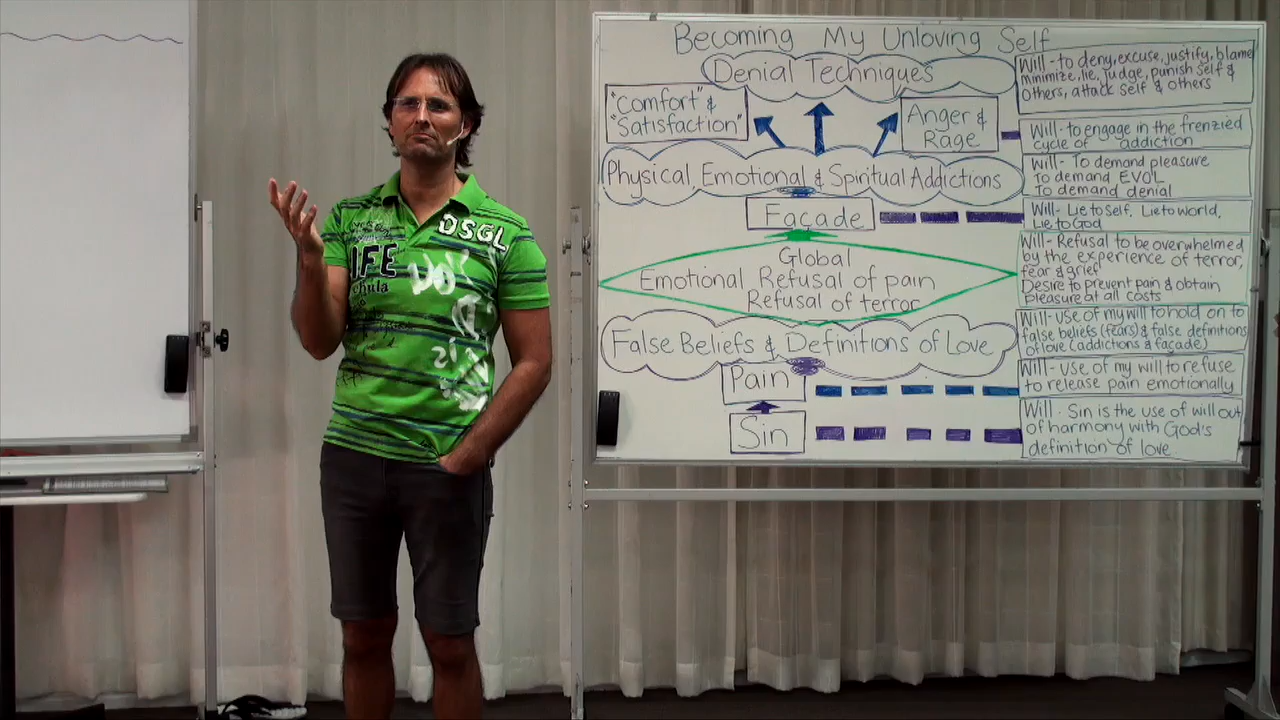 Becoming My Unloving Self
Denial Techniques
"Comfort" &
"Satisfaction"
Anger &
Rage
Physical Emotional & Spiritual Addictions
Façade
Global
Emotional Refusal of pain
Refusal of terror
False Beliefs & Definitions of Love
Pain
Sin
Will - to deny, excuse, justify, blame
minimize, lie, judge, punish self &
others, attack self & others
Will - to engage in the frenzied
cycle of addiction
Will - To demand pleasure
To demand EVOL
To demand denial
Will - Lie to Self, Lie to world,
Lie to God
Will - Refusal to be overwhelmed
by the experience of terror,
fear & grief
Desire to prevent pain & obtain
pleasure at all costs
Will - use of my will to hold on to
false beliefs (fears) & false definitions
of love (addictions & façade)
Will - use of my will to refuse
to release pain emotionally
Will - Sin is the use of will out
of harmony with God's
definition of love
DSGL
IFE